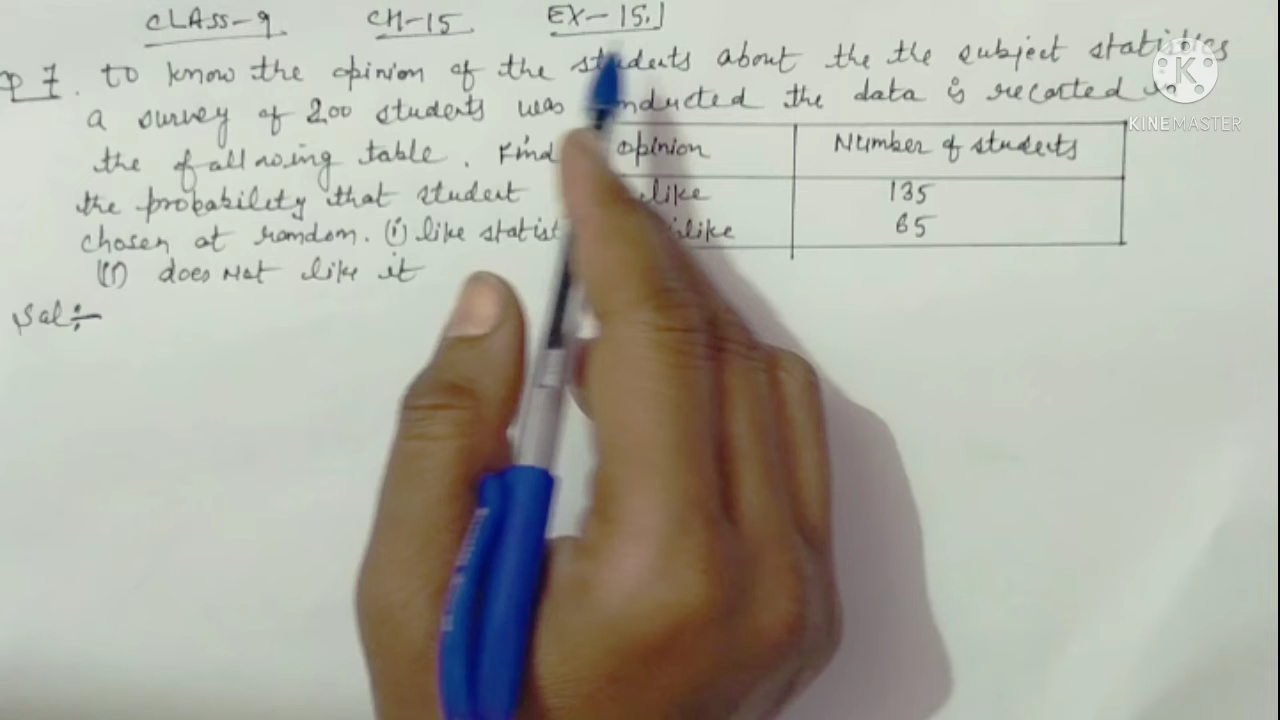 CLASS-9 CH-15 EX-15.1
Q 7. To know the opinion of the students about the the subject statistics
a survey of 200 students was conducted the data is recorted in
the following table. Find
the probability that student
chosen at random. (i) like statist
(ii) does Not like it
opinion Number of students
like 135
dislike 65
Sol:-
K
KINEMASTER